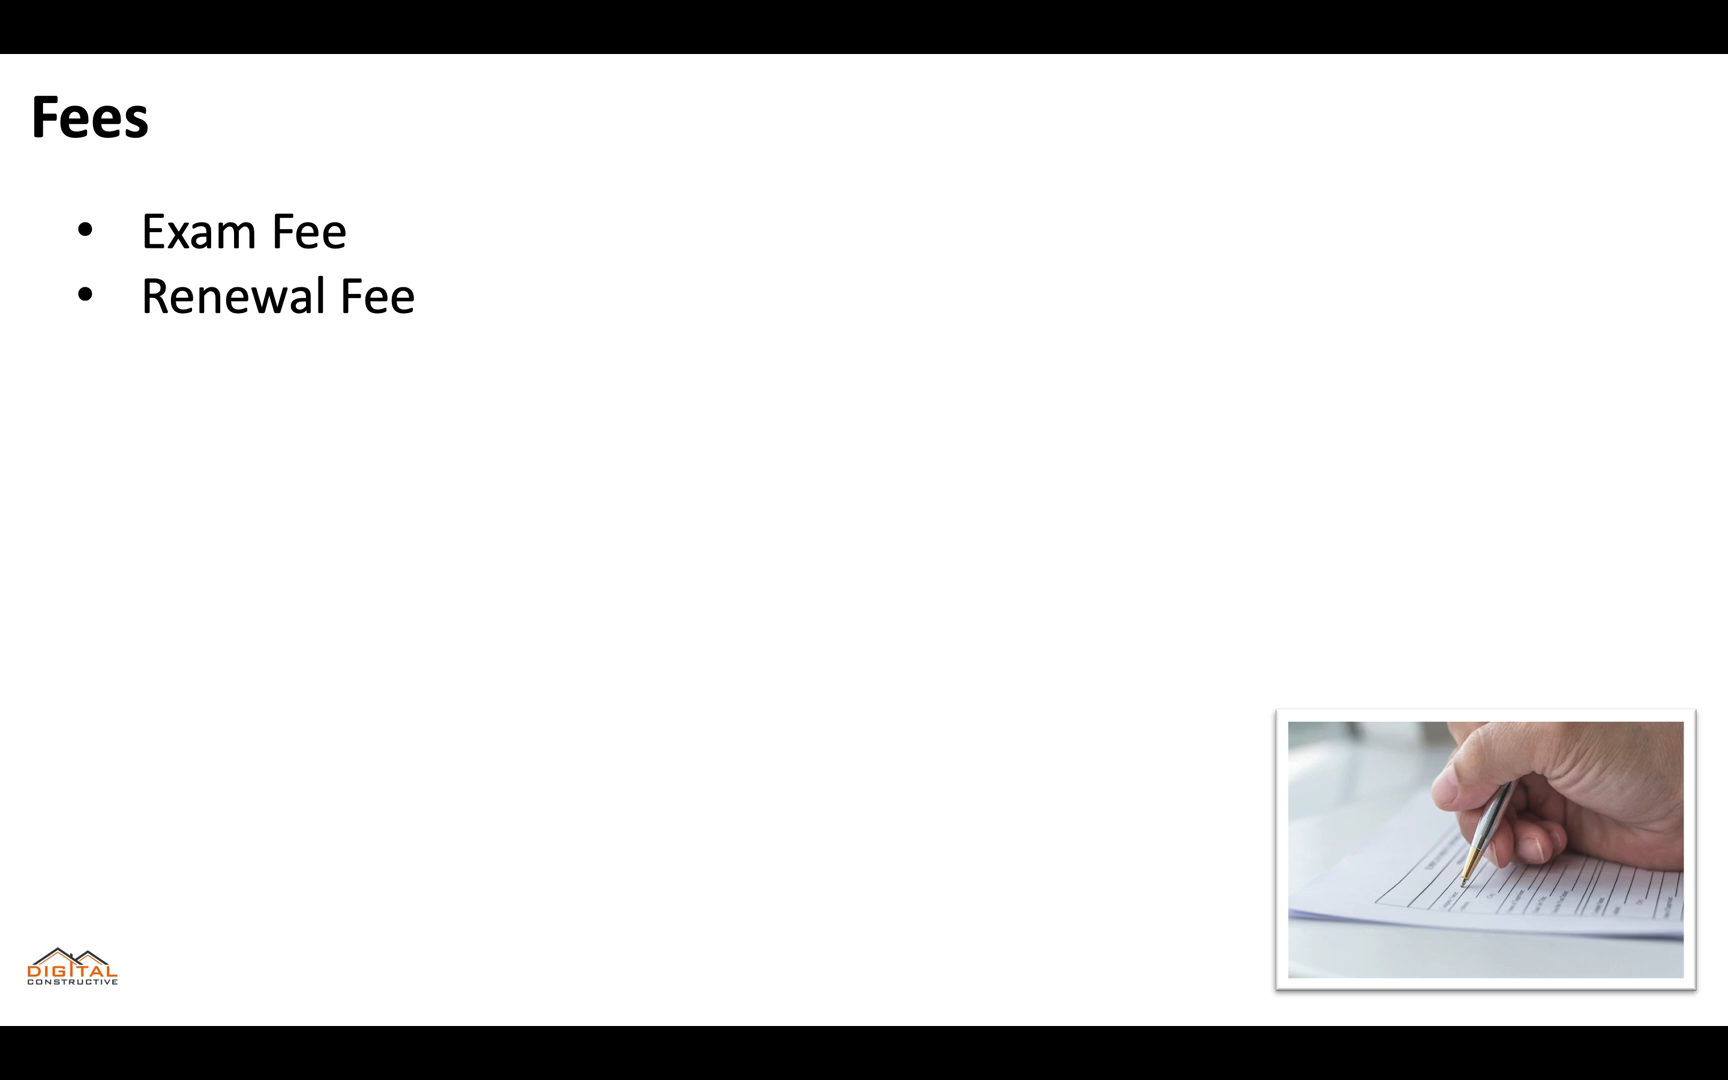 Fees
• Exam Fee
• Renewal Fee
DIGITAL
CONSTRUCTIVE